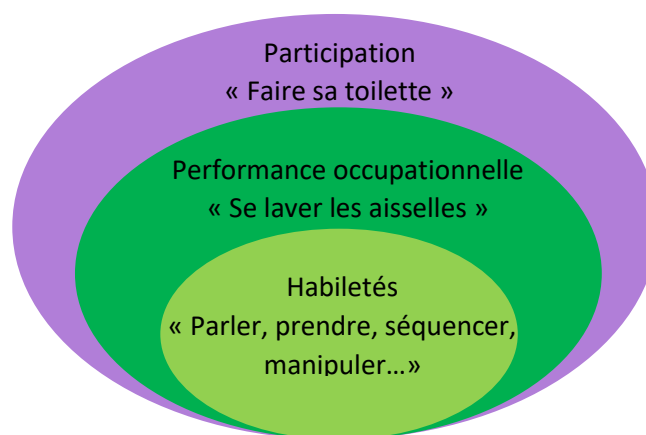 Participation
« Faire sa toilette »
Performance occupationnelle
« Se laver les aisselles »
Habiletés
« Parler, prendre, séquencer,
manipuler…»